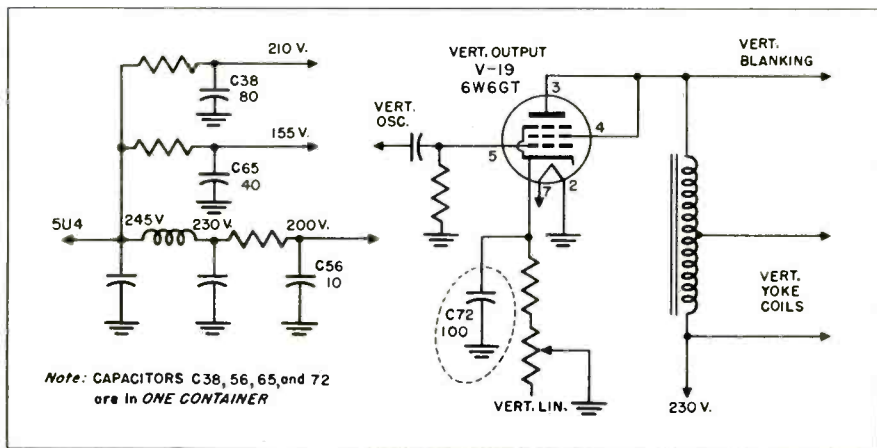 210 V.
C38
80
155 V.
C65
40
5U4
245 V
230 V.
200 V.
C56
10
Note: CAPACITORS C38, 56, 65, and 72
are in ONE CONTAINER
VERT. OUTPUT
V-19
6W6GT
3
4
5
7
2
VERT.
OSC.
C72
100
VERT. LIN.
VERT.
BLANKING
VERT.
YOKE
COILS
230 V.